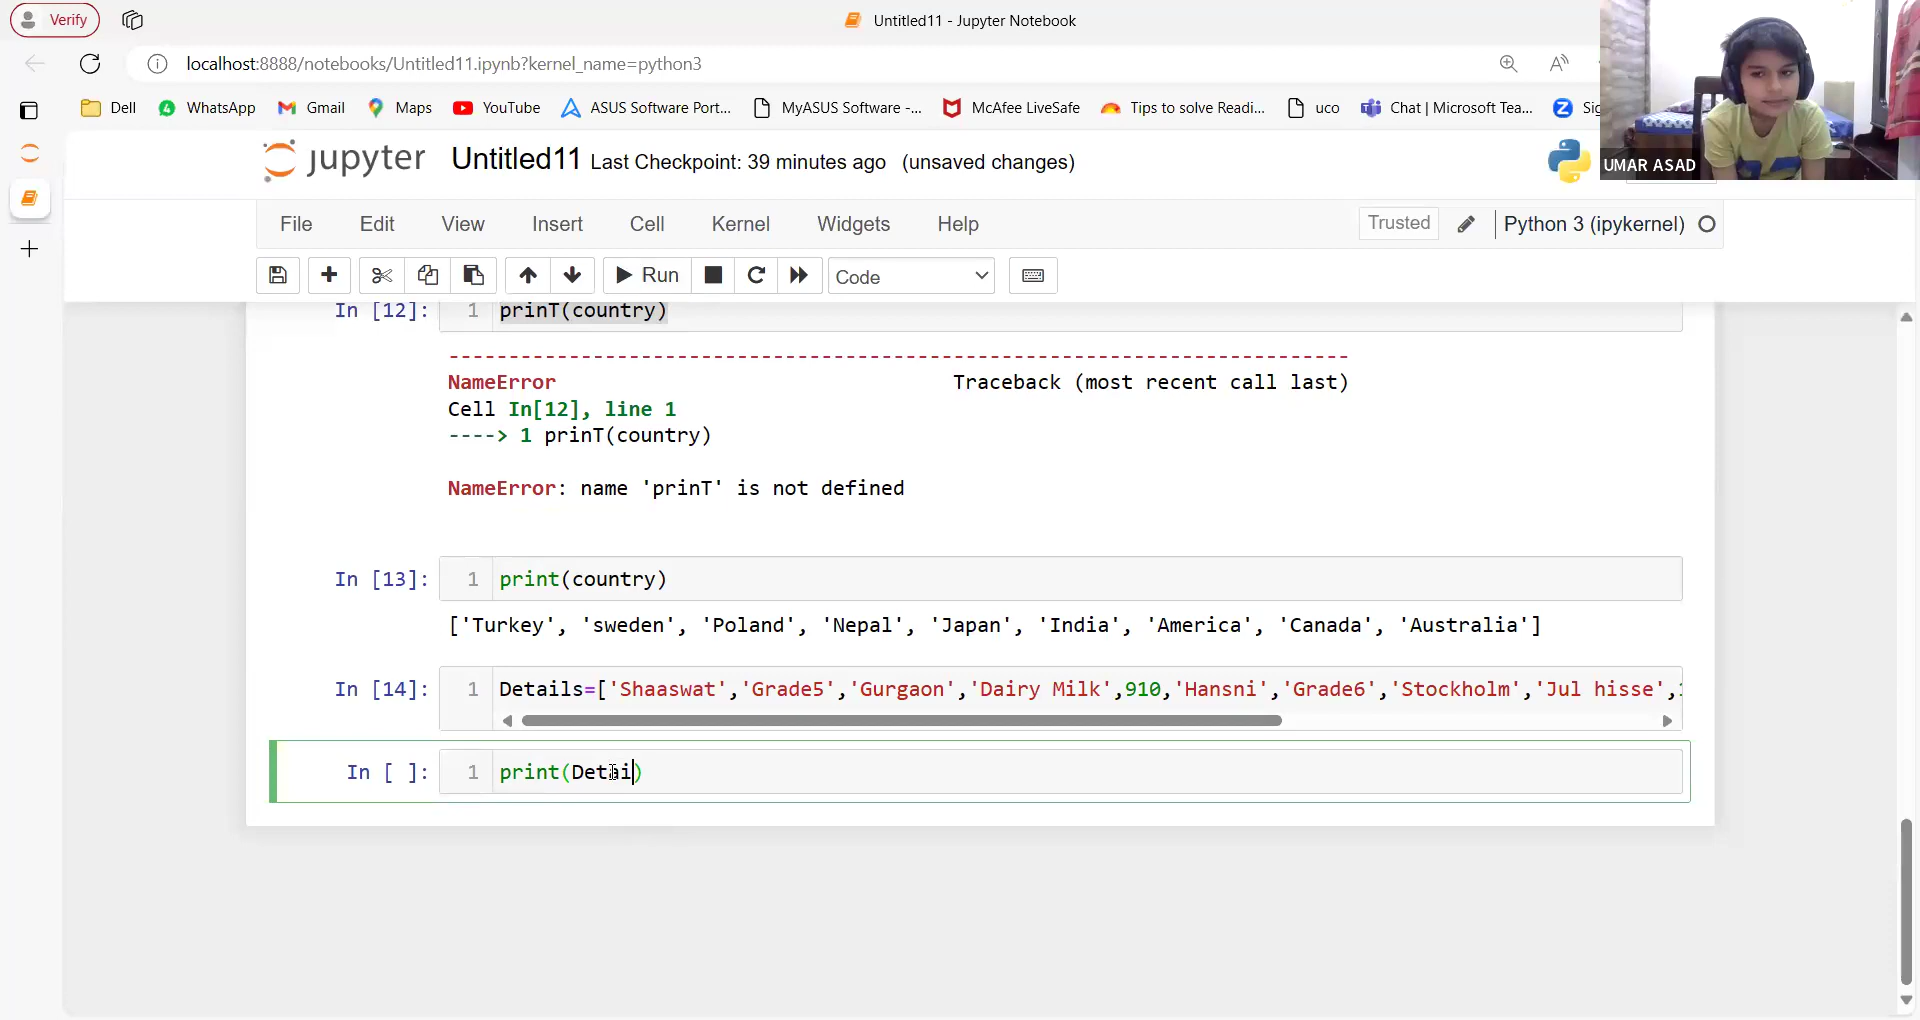 Verify
Untitled11 - Jupyter Notebook
localhost:8888/notebooks/Untitled11.ipynb?kernel_name=python3
Dell WhatsApp Gmail Maps YouTube ASUS Software Port... MyASUS Software -... McAfee LiveSafe Tips to solve Readi... uco Chat | Microsoft Tea...
UMAR ASAD
jupyter Untitled11 Last Checkpoint: 39 minutes ago (unsaved changes)
File Edit View Insert Cell Kernel Widgets Help Trusted Python 3 (ipykernel)
Run Code
In [12]: 1 prinT(country)
---------------------------------------------------------------------------
NameError Traceback (most recent call last)
Cell In[12], line 1
----> 1 prinT(country)
NameError: name 'prinT' is not defined
In [13]: 1 print(country)
['Turkey', 'sweden', 'Poland', 'Nepal', 'Japan', 'India', 'America', 'Canada', 'Australia']
In [14]: 1 Details=['Shaaswat','Grade5','Gurgaon','Dairy Milk',910,'Hansni','Grade6','Stockholm','Jul hisse',
In [ ]: 1 print(Detai)